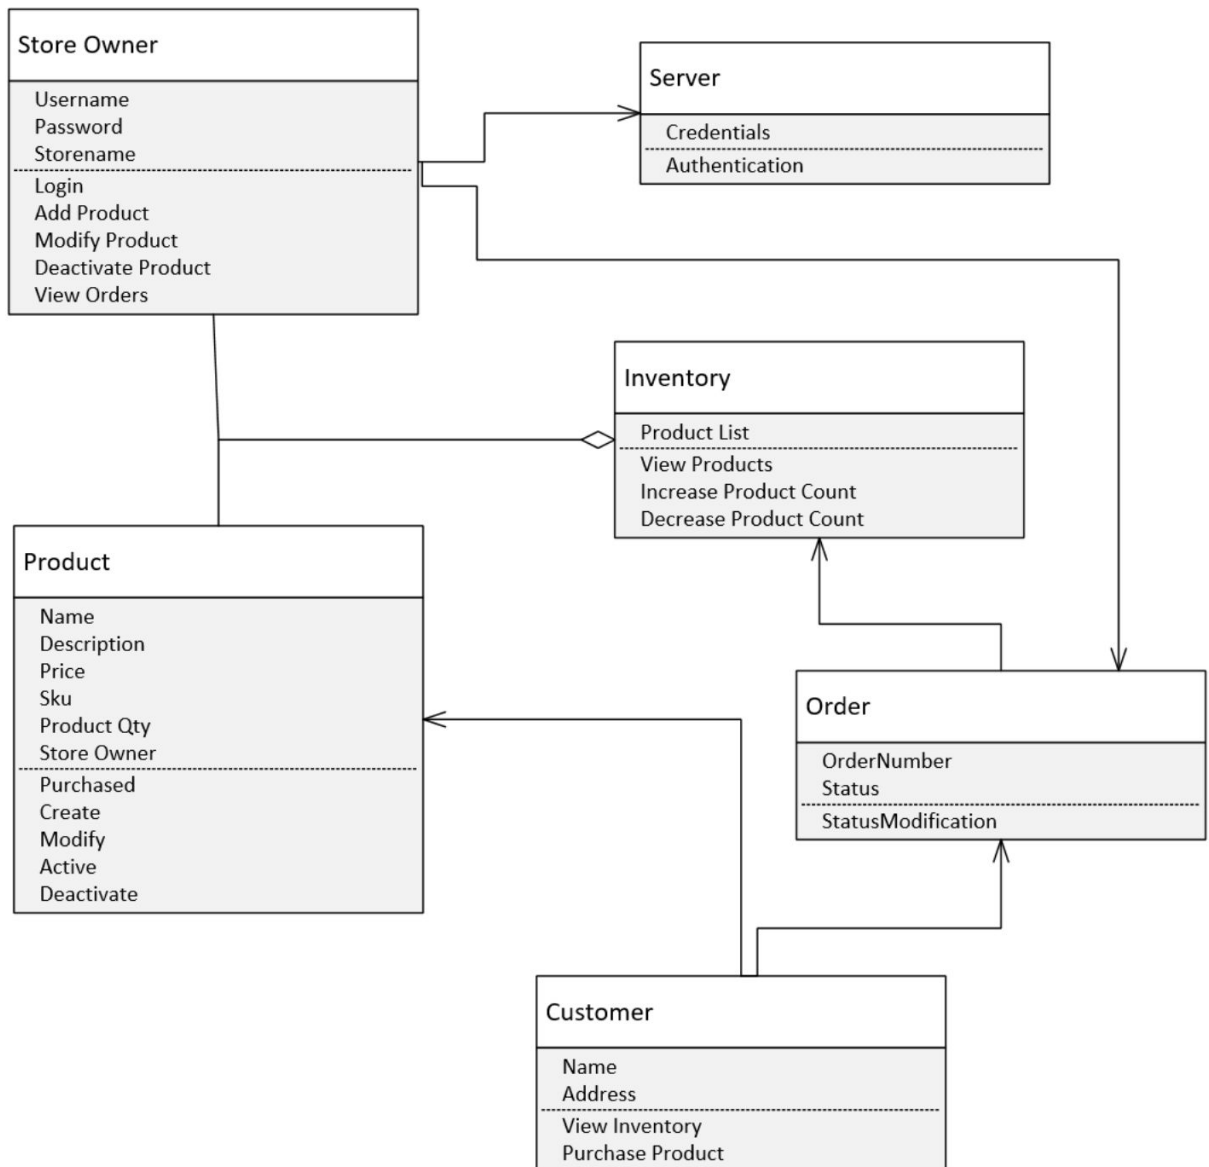 Store Owner
Username
Password
Storename
Login
Add Product
Modify Product
Deactivate Product
View Orders
Server
Credentials
Authentication
Inventory
Product List
View Products
Increase Product Count
Decrease Product Count
Product
Name
Description
Price
Sku
Product Qty
Store Owner
Purchased
Create
Modify
Active
Deactivate
Order
OrderNumber
Status
StatusModification
Customer
Name
Address
View Inventory
Purchase Product